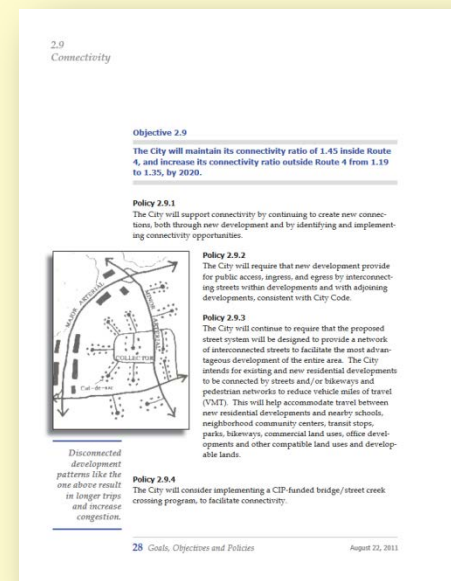 2.9
Connectivity
Objective 2.9
The City will maintain its connectivity ratio of 1.45 inside Route
4, and increase its connectivity ratio outside Route 4 from 1.19
to 1.35, by 2020.
Policy 2.9.1
The City will support connectivity by continuing to create new connec-
tions, both through new development and by identifying and implement-
ing connectivity opportunities.
Policy 2.9.2
The City will require that new development provide
for public access, ingress, and egress by interconnect-
ing streets within developments and with adjoining
developments, consistent with City Code.
Policy 2.9.3
The City will continue to require that the proposed
street system will be designed to provide a network
of interconnected streets to facilitate the most advan-
tageous development of the entire area. The City
intends for existing and new residential developments
to be connected by streets and/or bikeways and
pedestrian networks to reduce vehicle miles of travel
(VMT). This will help accommodate travel between
new residential developments and nearby schools,
neighborhood community centers, transit stops,
parks, bikeways, commercial land uses, office devel-
opments and other compatible land uses and develop-
able lands.
MAJOR ARTERIAL
MINOR ARTERIAL
COLLECTOR
Cul-de-sac
Disconnected
development
patterns like the
one above result
in longer trips
and increase
congestion.
Policy 2.9.4
The City will consider implementing a CIP-funded bridge/street creek
crossing program, to facilitate connectivity.
28 Goals, Objectives and Policies
August 22, 2011